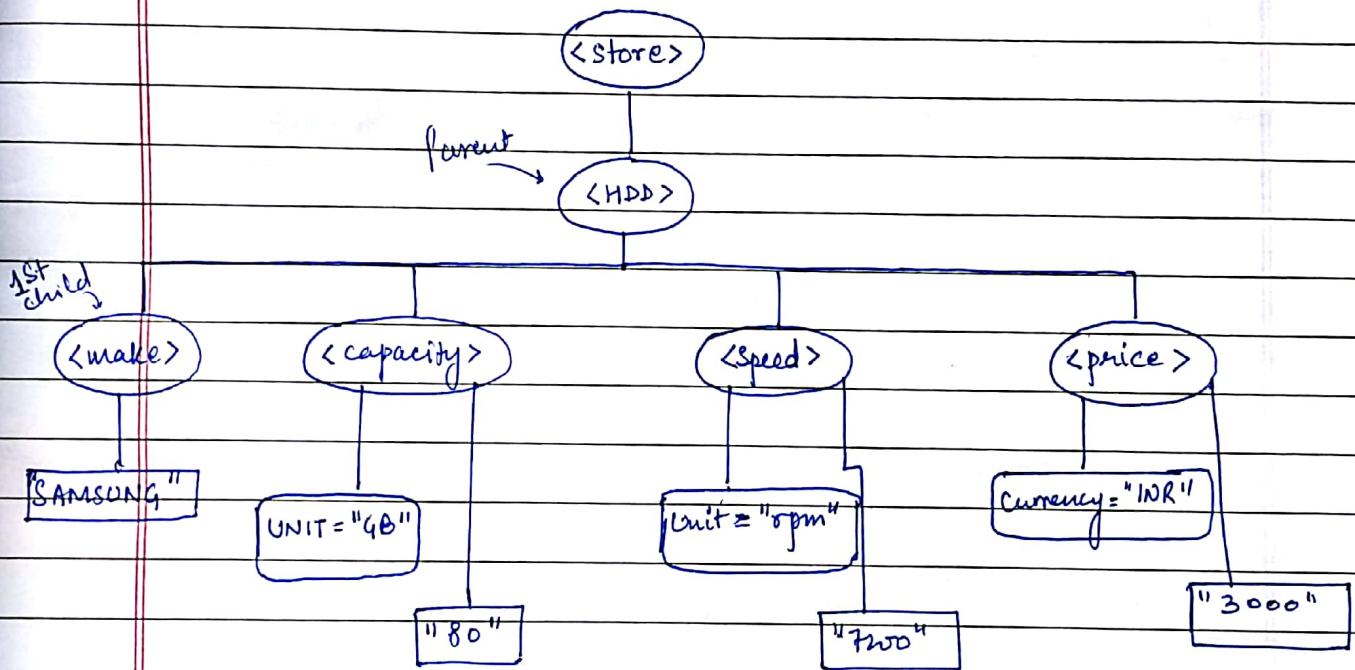 <store>
Parent
<HDD>
1st
child
<make> <capacity> <speed> <price>
"SAMSUNG"
UNIT="GB" Unit="rpm" Currency="INR"
"80" "7200" "3000"